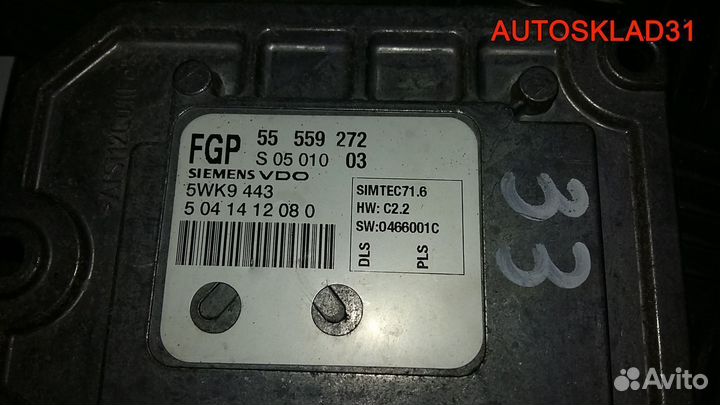 AUTOSKLAD31
FGP 55 559 272
S 05 010 03
SIEMENS VDO
5WK9 443
5 04 14 12 08 0
SIMTEC71.6
HW: C2.2
SW:0466001C
DLS
PLS
33
Avito